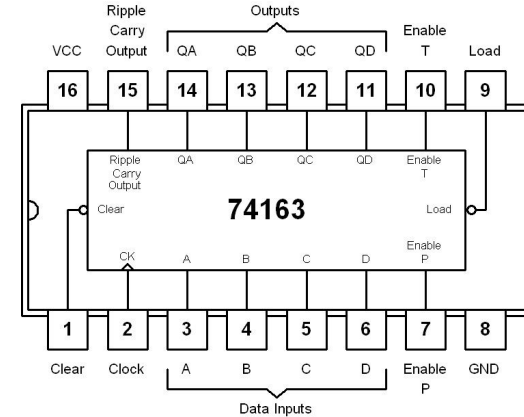 Ripple Outputs
Carry Enable
VCC Output QA QB QC QD T Load
16 15 14 13 12 11 10 9
Ripple QA QB QC QD Enable
Carry T
Output
Clear 74163 Load
Enable
CK A B C D P
1 2 3 4 5 6 7 8
Clear Clock A B C D Enable GND
P
Data Inputs